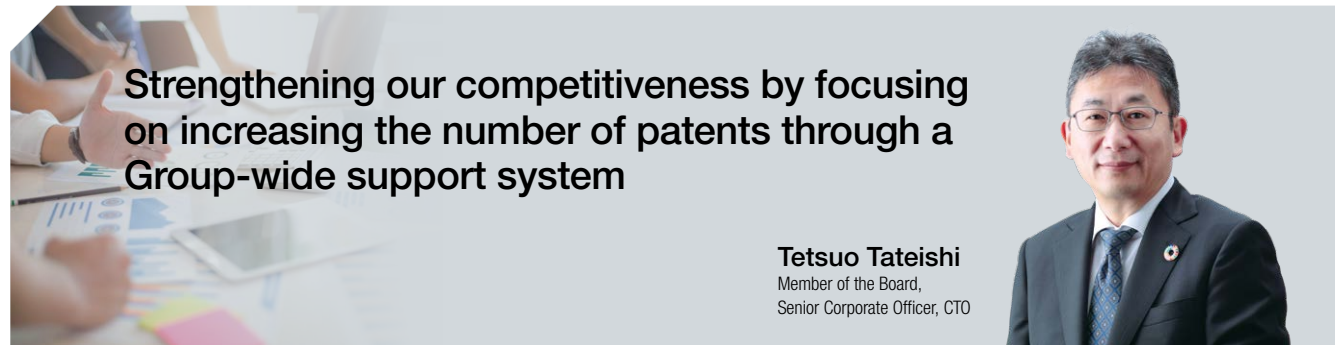 Strengthening our competitiveness by focusing
on increasing the number of patents through a
Group-wide support system
Tetsuo Tateishi
Member of the Board,
Senior Corporate Officer, CTO